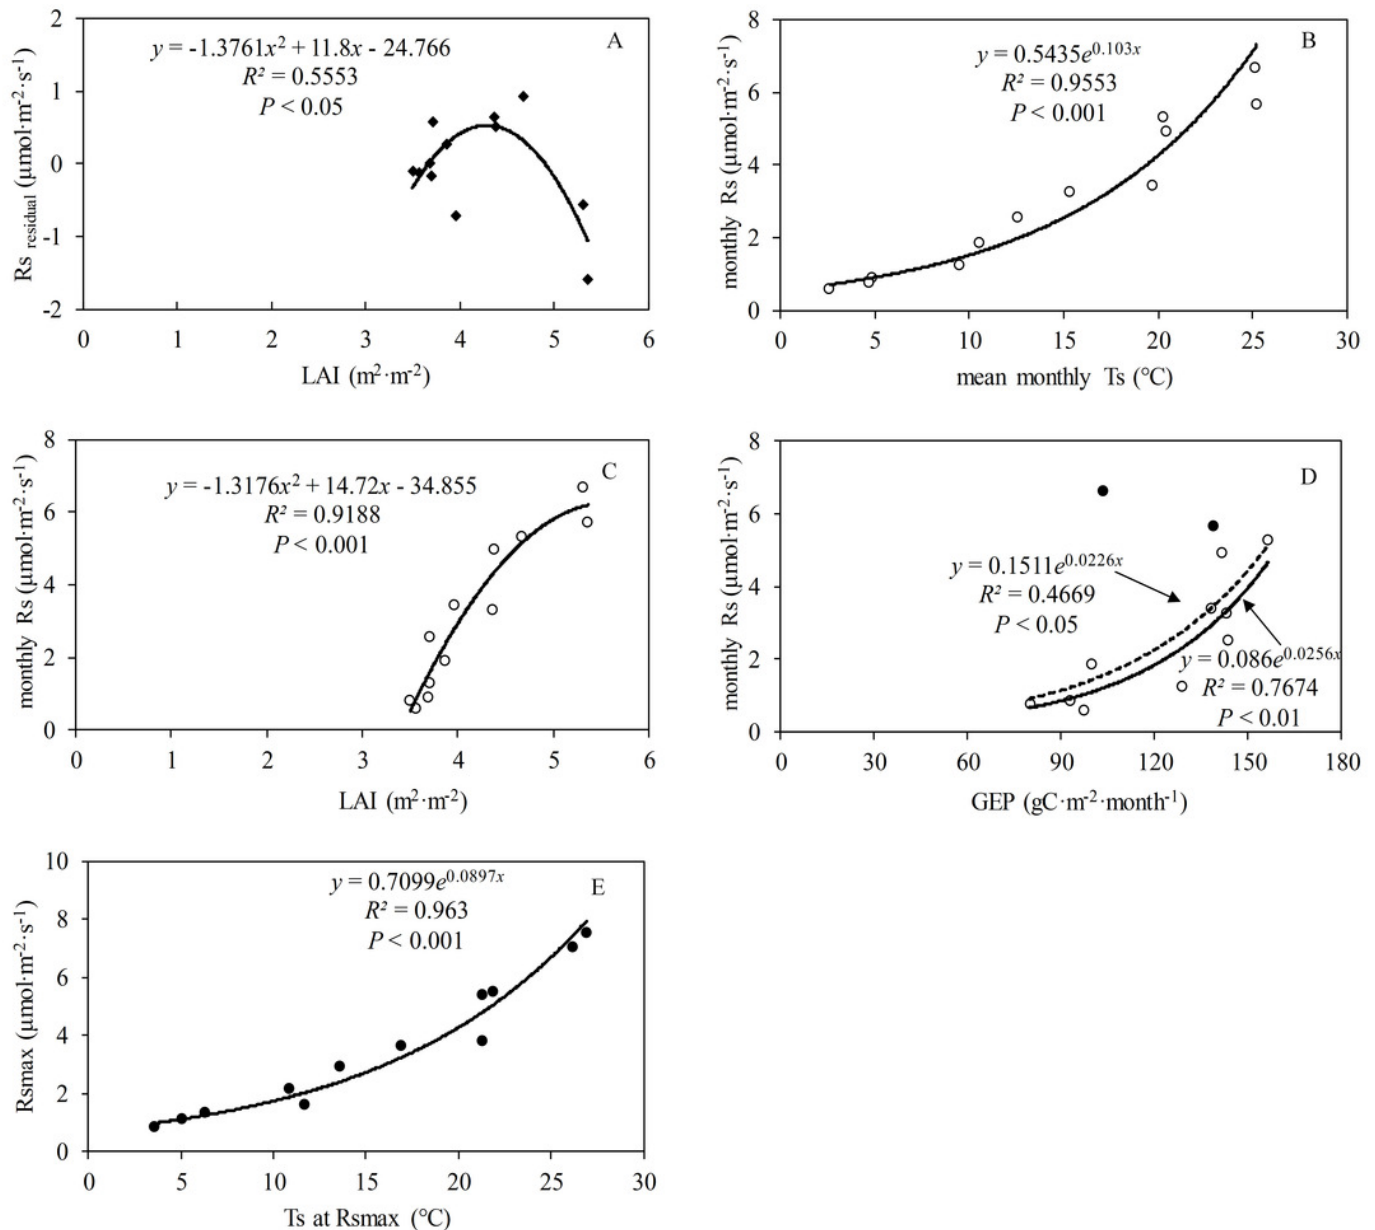 y = -1.3761x² + 11.8x - 24.766
R² = 0.5553
P < 0.05
A
2
1
0
-1
-2
Rs residual (μmol·m⁻²·s⁻¹)
0 1 2 3 4 5 6
LAI (m²·m⁻²)
y = 0.5435e^0.103x
R² = 0.9553
P < 0.001
B
8
6
4
2
0
monthly Rs (μmol·m⁻²·s⁻¹)
0 5 10 15 20 25 30
mean monthly Ts (°C)
y = -1.3176x² + 14.72x - 34.855
R² = 0.9188
P < 0.001
C
8
6
4
2
0
monthly Rs (μmol·m⁻²·s⁻¹)
0 1 2 3 4 5 6
LAI (m²·m⁻²)
D
y = 0.1511e^0.0226x
R² = 0.4669
P < 0.05
y = 0.086e^0.0256x
R² = 0.7674
P < 0.01
8
6
4
2
0
monthly Rs (μmol·m⁻²·s⁻¹)
0 30 60 90 120 150 180
GEP (gC·m⁻²·month⁻¹)
y = 0.7099e^0.0897x
R² = 0.963
P < 0.001
E
10
8
6
4
2
0
Rsmax (μmol·m⁻²·s⁻¹)
0 5 10 15 20 25 30
Ts at Rsmax (°C)